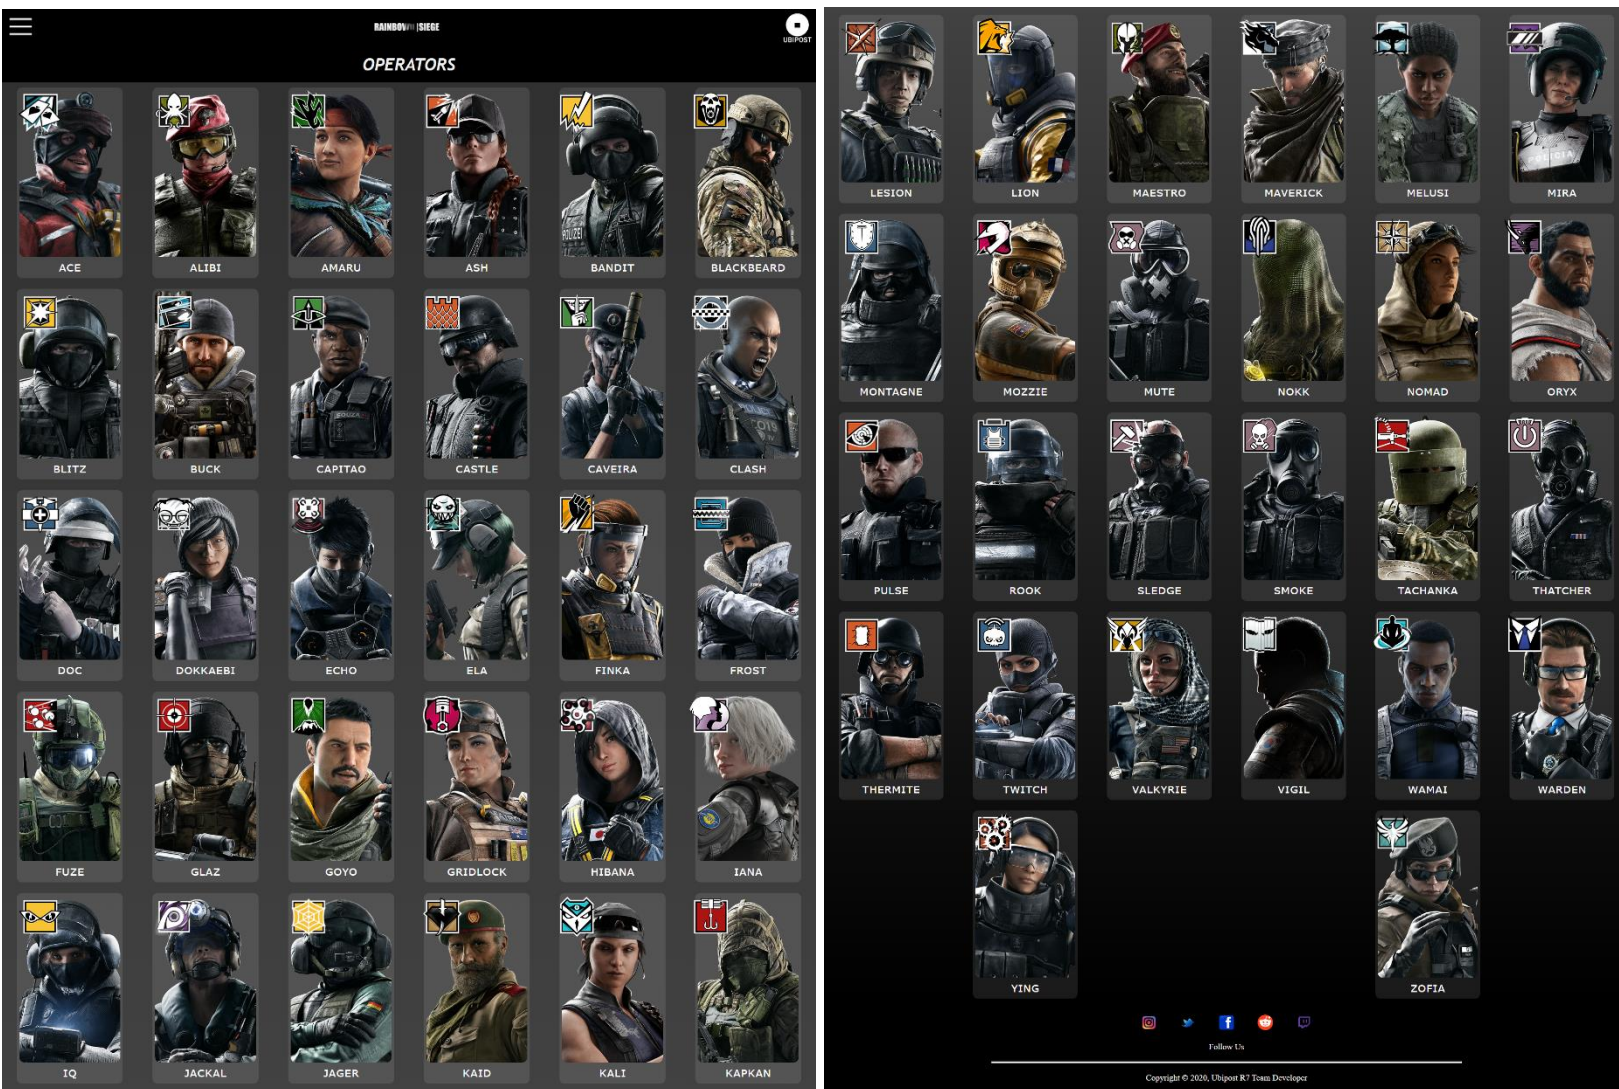 RAINBOW SIEGE
UBIPOST
OPERATORS
ACE ALIBI AMARU ASH BANDIT BLACKBEARD
POLIZEI
BLITZ BUCK CAPITAO CASTLE CAVEIRA CLASH
SOUZA
DOC DOKKAEBI ECHO ELA FINKA FROST
FUZE GLAZ GOYO GRIDLOCK HIBANA IANA
IQ JACKAL JAGER KAID KALI KAPKAN
POLICIA
LESION LION MAESTRO MAVERICK MELUSI MIRA
MONTAGNE MOZZIE MUTE NOKK NOMAD ORYX
PULSE ROOK SLEDGE SMOKE TACHANKA THATCHER
THERMITE TWITCH VALKYRIE VIGIL WAMAI WARDEN
YING ZOFIA
Follow Us
Copyright © 2020, Ubipost R7 Team Developer